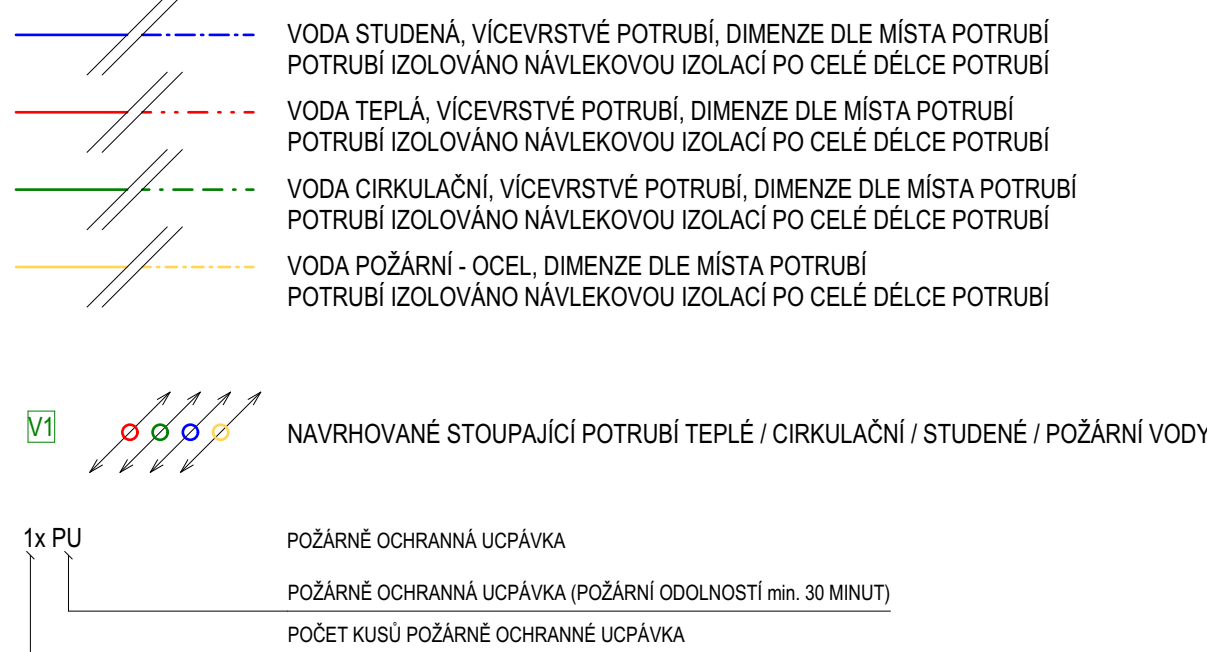 VODA STUDENÁ, VÍCEVRSTVÉ POTRUBÍ, DIMENZE DLE MÍSTA POTRUBÍ
POTRUBÍ IZOLOVÁNO NÁVLEKOVOU IZOLACÍ PO CELÉ DÉLCE POTRUBÍ
VODA TEPLÁ, VÍCEVRSTVÉ POTRUBÍ, DIMENZE DLE MÍSTA POTRUBÍ
POTRUBÍ IZOLOVÁNO NÁVLEKOVOU IZOLACÍ PO CELÉ DÉLCE POTRUBÍ
VODA CIRKULAČNÍ, VÍCEVRSTVÉ POTRUBÍ, DIMENZE DLE MÍSTA POTRUBÍ
POTRUBÍ IZOLOVÁNO NÁVLEKOVOU IZOLACÍ PO CELÉ DÉLCE POTRUBÍ
VODA POŽÁRNÍ - OCEL, DIMENZE DLE MÍSTA POTRUBÍ
POTRUBÍ IZOLOVÁNO NÁVLEKOVOU IZOLACÍ PO CELÉ DÉLCE POTRUBÍ
V1 NAVRHOVANÉ STOUPAJÍCÍ POTRUBÍ TEPLÉ / CIRKULAČNÍ / STUDENÉ / POŽÁRNÍ VODY
1x PU POŽÁRNĚ OCHRANNÁ UCPÁVKA
POŽÁRNĚ OCHRANNÁ UCPÁVKA (POŽÁRNÍ ODOLNOSTÍ min. 30 MINUT)
POČET KUSŮ POŽÁRNĚ OCHRANNÉ UCPÁVKA